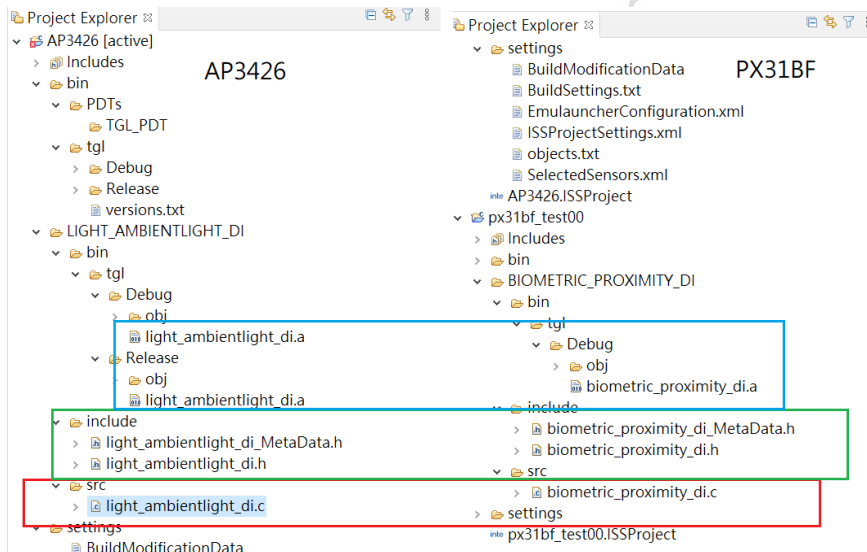 Project Explorer
AP3426 [active]
Includes
bin
PDTs
TGL_PDT
tgl
Debug
Release
versions.txt
LIGHT_AMBIENTLIGHT_DI
bin
tgl
Debug
obj
light_ambientlight_di.a
Release
obj
light_ambientlight_di.a
include
light_ambientlight_di_MetaData.h
light_ambientlight_di.h
src
light_ambientlight_di.c
settings
BuildModificationData
AP3426
Project Explorer
settings
BuildModificationData
BuildSettings.txt
EmulauncherConfiguration.xml
ISSProjectSettings.xml
objects.txt
SelectedSensors.xml
inte AP3426.ISSProject
px31bf_test00
Includes
bin
BIOMETRIC_PROXIMITY_DI
bin
tgl
Debug
obj
biometric_proximity_di.a
include
biometric_proximity_di_MetaData.h
biometric_proximity_di.h
src
biometric_proximity_di.c
settings
inte px31bf_test00.ISSProject
PX31BF